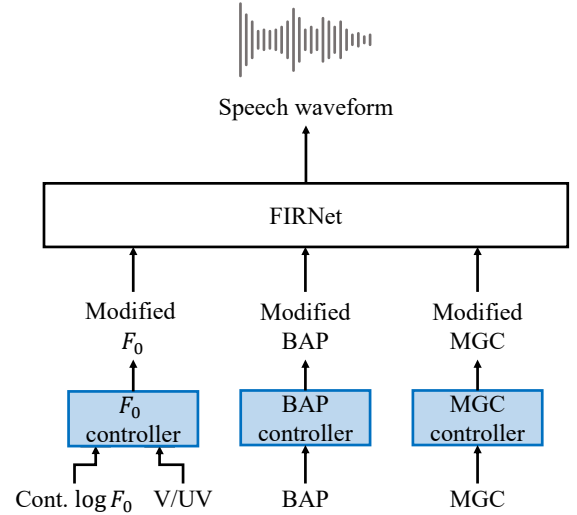 Speech waveform
FIRNet
Modified Modified Modified
F₀ BAP MGC
F₀ BAP MGC
controller controller controller
Cont. log F₀ V/UV BAP MGC